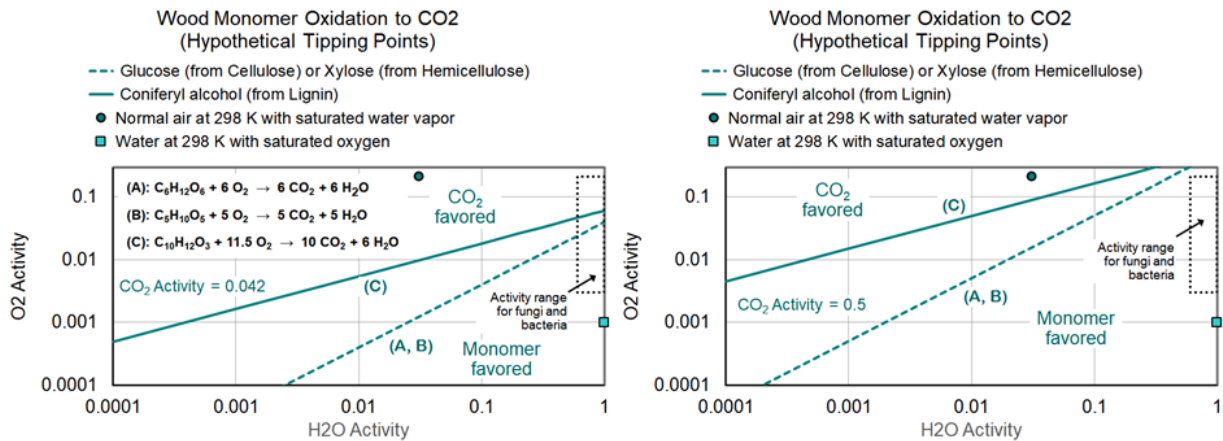 Wood Monomer Oxidation to CO2
(Hypothetical Tipping Points)
Glucose (from Cellulose) or Xylose (from Hemicellulose)
Coniferyl alcohol (from Lignin)
Normal air at 298 K with saturated water vapor
Water at 298 K with saturated oxygen
(A): C₆H₁₂O₆ + 6 O₂ → 6 CO₂ + 6 H₂O
(B): C₅H₁₀O₅ + 5 O₂ → 5 CO₂ + 5 H₂O
(C): C₁₀H₁₂O₃ + 11.5 O₂ → 10 CO₂ + 6 H₂O
CO₂
favored
(C)
CO₂ Activity = 0.042
Activity range
for fungi and
bacteria
(A, B)
Monomer
favored
O2 Activity
0.1
0.01
0.001
0.0001
0.0001
0.001
0.01
0.1
1
H2O Activity
Wood Monomer Oxidation to CO2
(Hypothetical Tipping Points)
Glucose (from Cellulose) or Xylose (from Hemicellulose)
Coniferyl alcohol (from Lignin)
Normal air at 298 K with saturated water vapor
Water at 298 K with saturated oxygen
CO₂
favored
(C)
Activity range
for fungi and
bacteria
CO₂ Activity = 0.5
(A, B)
Monomer
favored
O2 Activity
0.1
0.01
0.001
0.0001
0.0001
0.001
0.01
0.1
1
H2O Activity